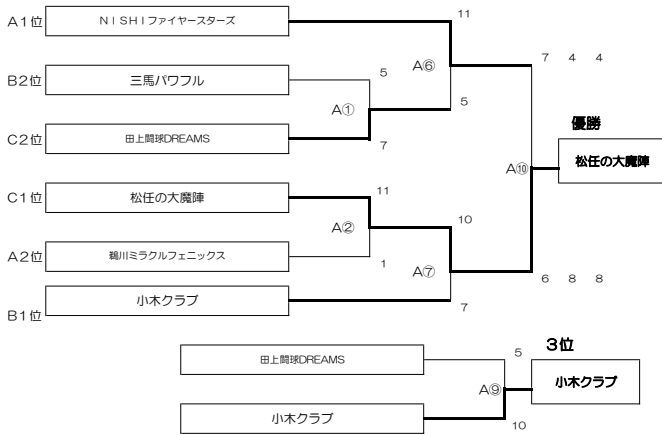 A1位 ＮＩＳＨＩファイヤースターズ 11
A⑥ 7 4 4
B2位 三馬パワフル 5
A① 5
C2位 田上闘球DREAMS 7
優勝
A⑩ 松任の大魔陣
C1位 松任の大魔陣 11
A② 10
A2位 鵜川ミラクルフェニックス 1
A⑦ 6 8 8
B1位 小木クラブ 7
3位
田上闘球DREAMS 5
A⑨ 小木クラブ
小木クラブ 10